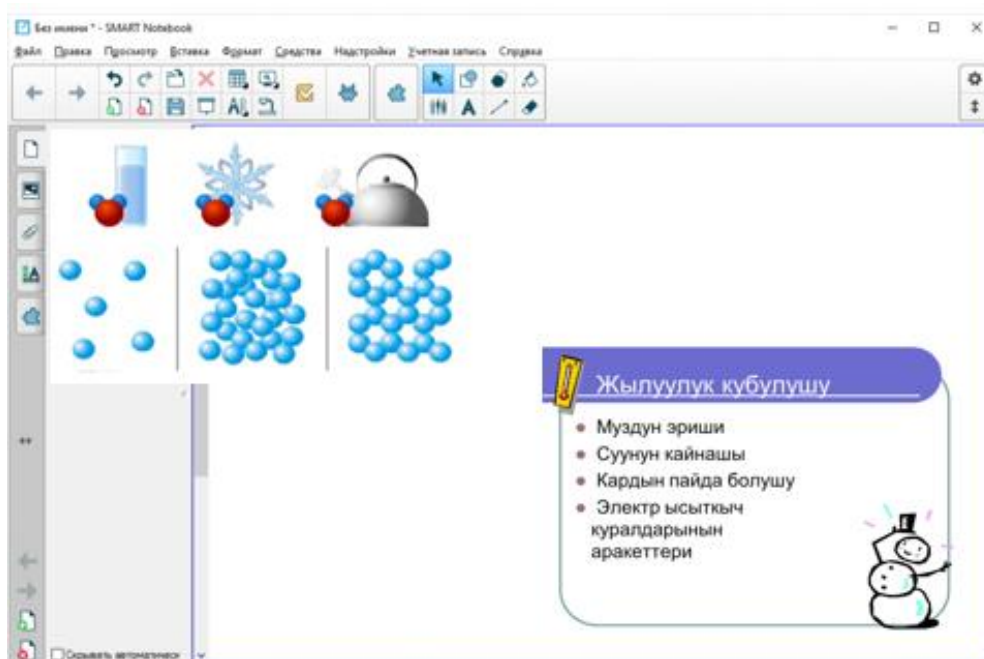 Без имени * - SMART Notebook
Файл Правка Просмотр Вставка Формат Средства Надстройки Учетная запись Справка
Жылуулук кубулушу
Муздун эриши
Суунун кайнашы
Кардын пайда болушу
Электр ысыткыч
куралдарынын
аракеттери
Скрывать автоматическ